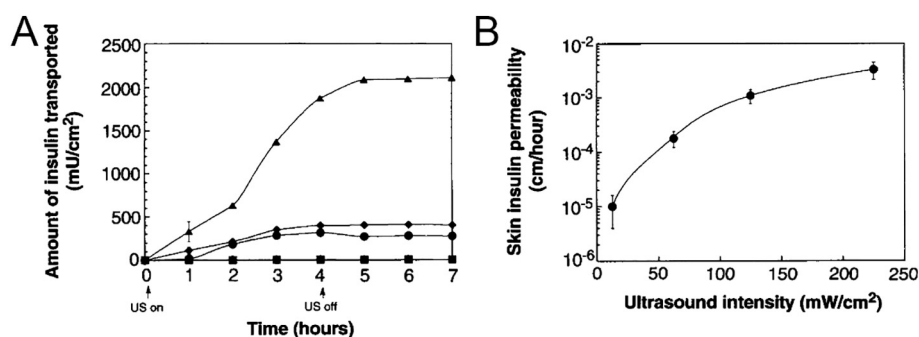 A
Amount of insulin transported
(mU/cm²)
2500
2000
1500
1000
500
0
0 1 2 3 4 5 6 7
US on
US off
Time (hours)
B
Skin insulin permeability
(cm/hour)
10⁻²
10⁻³
10⁻⁴
10⁻⁵
10⁻⁶
0 50 100 150 200 250
Ultrasound intensity (mW/cm²)